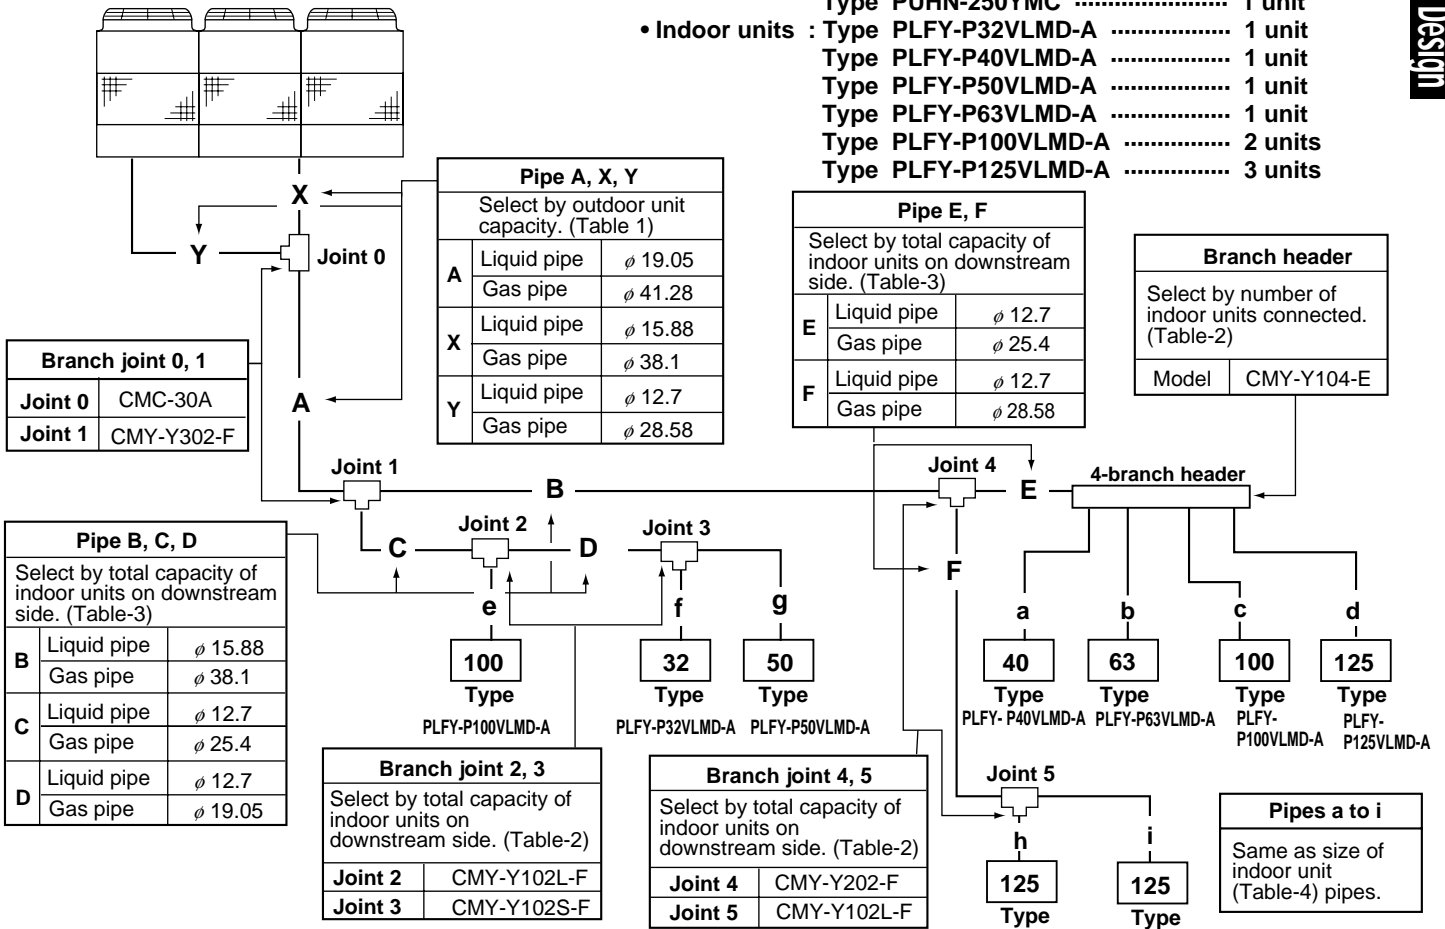 Type PUHN-250YMC ························ 1 unit
• Indoor units : Type PLFY-P32VLMD-A ·················· 1 unit
Type PLFY-P40VLMD-A ·················· 1 unit
Type PLFY-P50VLMD-A ·················· 1 unit
Type PLFY-P63VLMD-A ·················· 1 unit
Type PLFY-P100VLMD-A ················ 2 units
Type PLFY-P125VLMD-A ················ 3 units
Design
X
Y
Joint 0
A
Pipe A, X, Y
Select by outdoor unit
capacity. (Table 1)
A Liquid pipe ø 19.05
Gas pipe ø 41.28
X Liquid pipe ø 15.88
Gas pipe ø 38.1
Y Liquid pipe ø 12.7
Gas pipe ø 28.58
Pipe E, F
Select by total capacity of
indoor units on downstream
side. (Table-3)
E Liquid pipe ø 12.7
Gas pipe ø 25.4
F Liquid pipe ø 12.7
Gas pipe ø 28.58
Branch header
Select by number of
indoor units connected.
(Table-2)
Model CMY-Y104-E
Branch joint 0, 1
Joint 0 CMC-30A
Joint 1 CMY-Y302-F
Joint 1
B
Joint 4
E
4-branch header
C
Joint 2
D
Joint 3
F
e
f
g
a
b
c
d
Pipe B, C, D
Select by total capacity of
indoor units on downstream
side. (Table-3)
B Liquid pipe ø 15.88
Gas pipe ø 38.1
C Liquid pipe ø 12.7
Gas pipe ø 25.4
D Liquid pipe ø 12.7
Gas pipe ø 19.05
100
Type
PLFY-P100VLMD-A
32
Type
PLFY-P32VLMD-A
50
Type
PLFY-P50VLMD-A
40
Type
PLFY- P40VLMD-A
63
Type
PLFY-P63VLMD-A
100
Type
PLFY-
P100VLMD-A
125
Type
PLFY-
P125VLMD-A
Branch joint 2, 3
Select by total capacity of
indoor units on
downstream side. (Table-2)
Joint 2 CMY-Y102L-F
Joint 3 CMY-Y102S-F
Branch joint 4, 5
Select by total capacity of
indoor units on
downstream side. (Table-2)
Joint 4 CMY-Y202-F
Joint 5 CMY-Y102L-F
Joint 5
h
i
125
Type
125
Type
Pipes a to i
Same as size of
indoor unit
(Table-4) pipes.